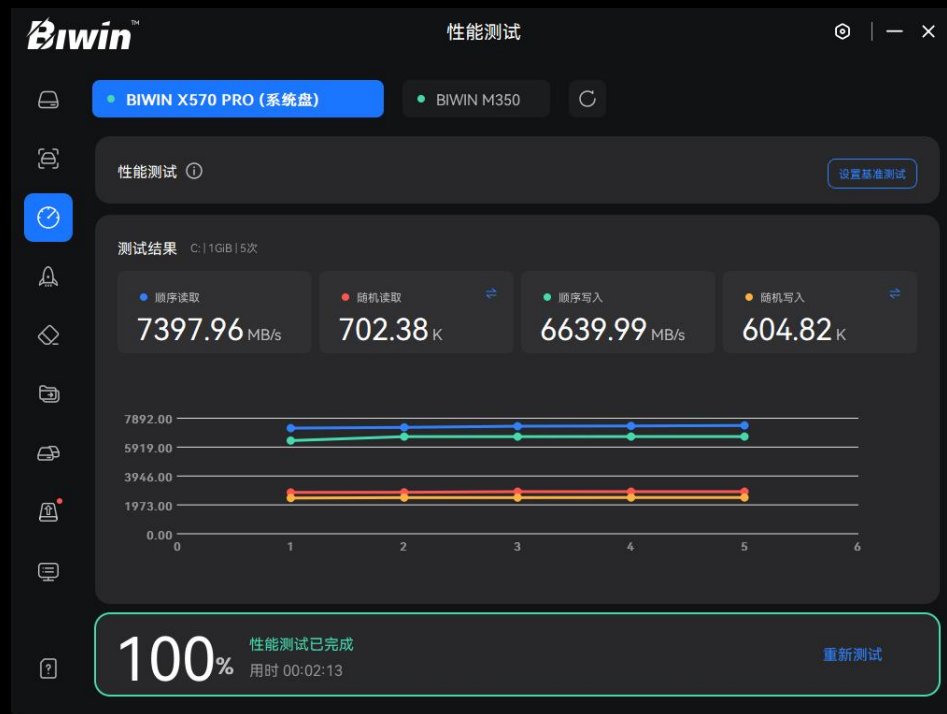 Biwin™
性能测试
BIWIN X570 PRO (系统盘)
BIWIN M350
性能测试
设置基准测试
测试结果 C:|1GiB|5次
顺序读取
7397.96 MB/s
随机读取
702.38 K
顺序写入
6639.99 MB/s
随机写入
604.82 K
7892.00
5919.00
3946.00
1973.00
0.00
0 1 2 3 4 5 6
100%
性能测试已完成
用时 00:02:13
重新测试